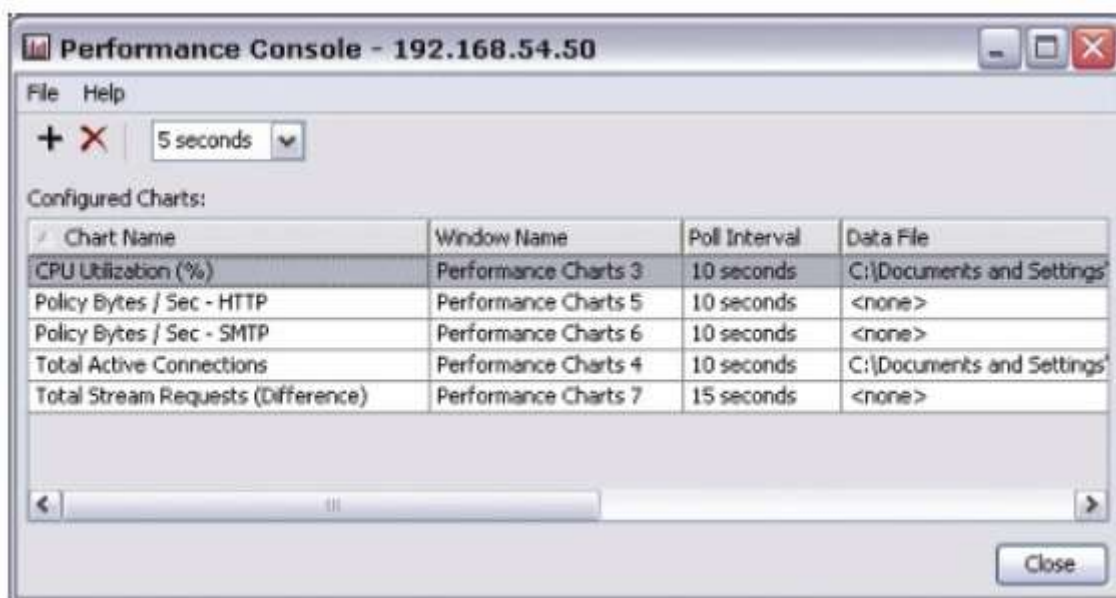 Performance Console - 192.168.54.50
File Help
5 seconds
Configured Charts:
Chart Name Window Name Poll Interval Data File
CPU Utilization (%) Performance Charts 3 10 seconds C:\Documents and Settings\
Policy Bytes / Sec - HTTP Performance Charts 5 10 seconds <none>
Policy Bytes / Sec - SMTP Performance Charts 6 10 seconds <none>
Total Active Connections Performance Charts 4 10 seconds C:\Documents and Settings\
Total Stream Requests (Difference) Performance Charts 7 15 seconds <none>
Close